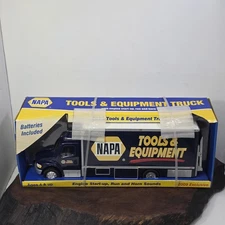 NAPA
TOOLS & EQUIPMENT TRUCK
Batteries
Included
Tools & Equipment Truck
NAPA
TOOLS &
EQUIPMENT
Engine Start-up, Run and Horn Sounds